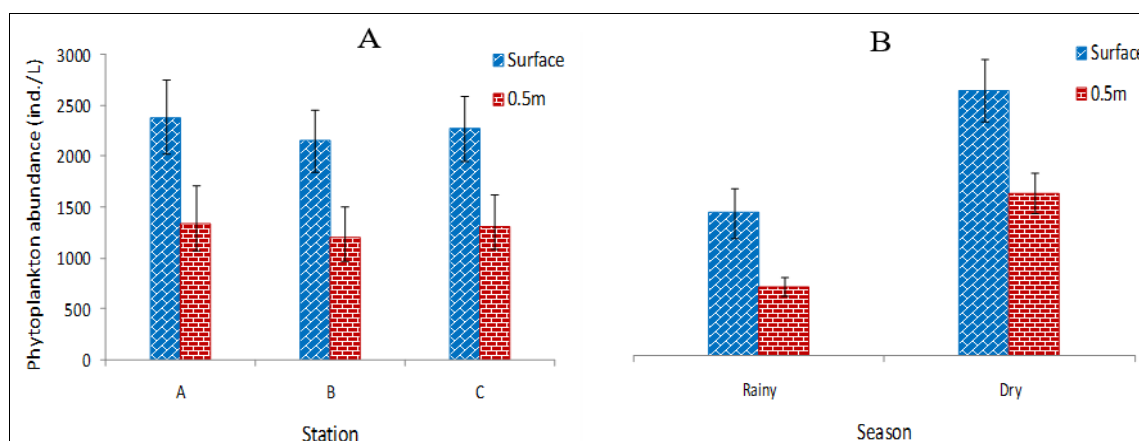 A
Phytoplankton abundance (ind./L)
3000
2500
2000
1500
1000
500
0
Surface
0.5m
A B C
Station
B
Surface
0.5m
Rainy Dry
Season